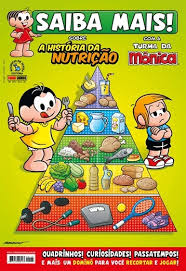 SAIBA MAIS!
SOBRE
A HISTÓRIA DA
NUTRIÇÃO
COM A
TURMA DA
Mônica
QUADRINHOS! CURIOSIDADES! PASSATEMPOS!
E MAIS UM DOMINÓ PARA VOCÊ RECORTAR E JOGAR!